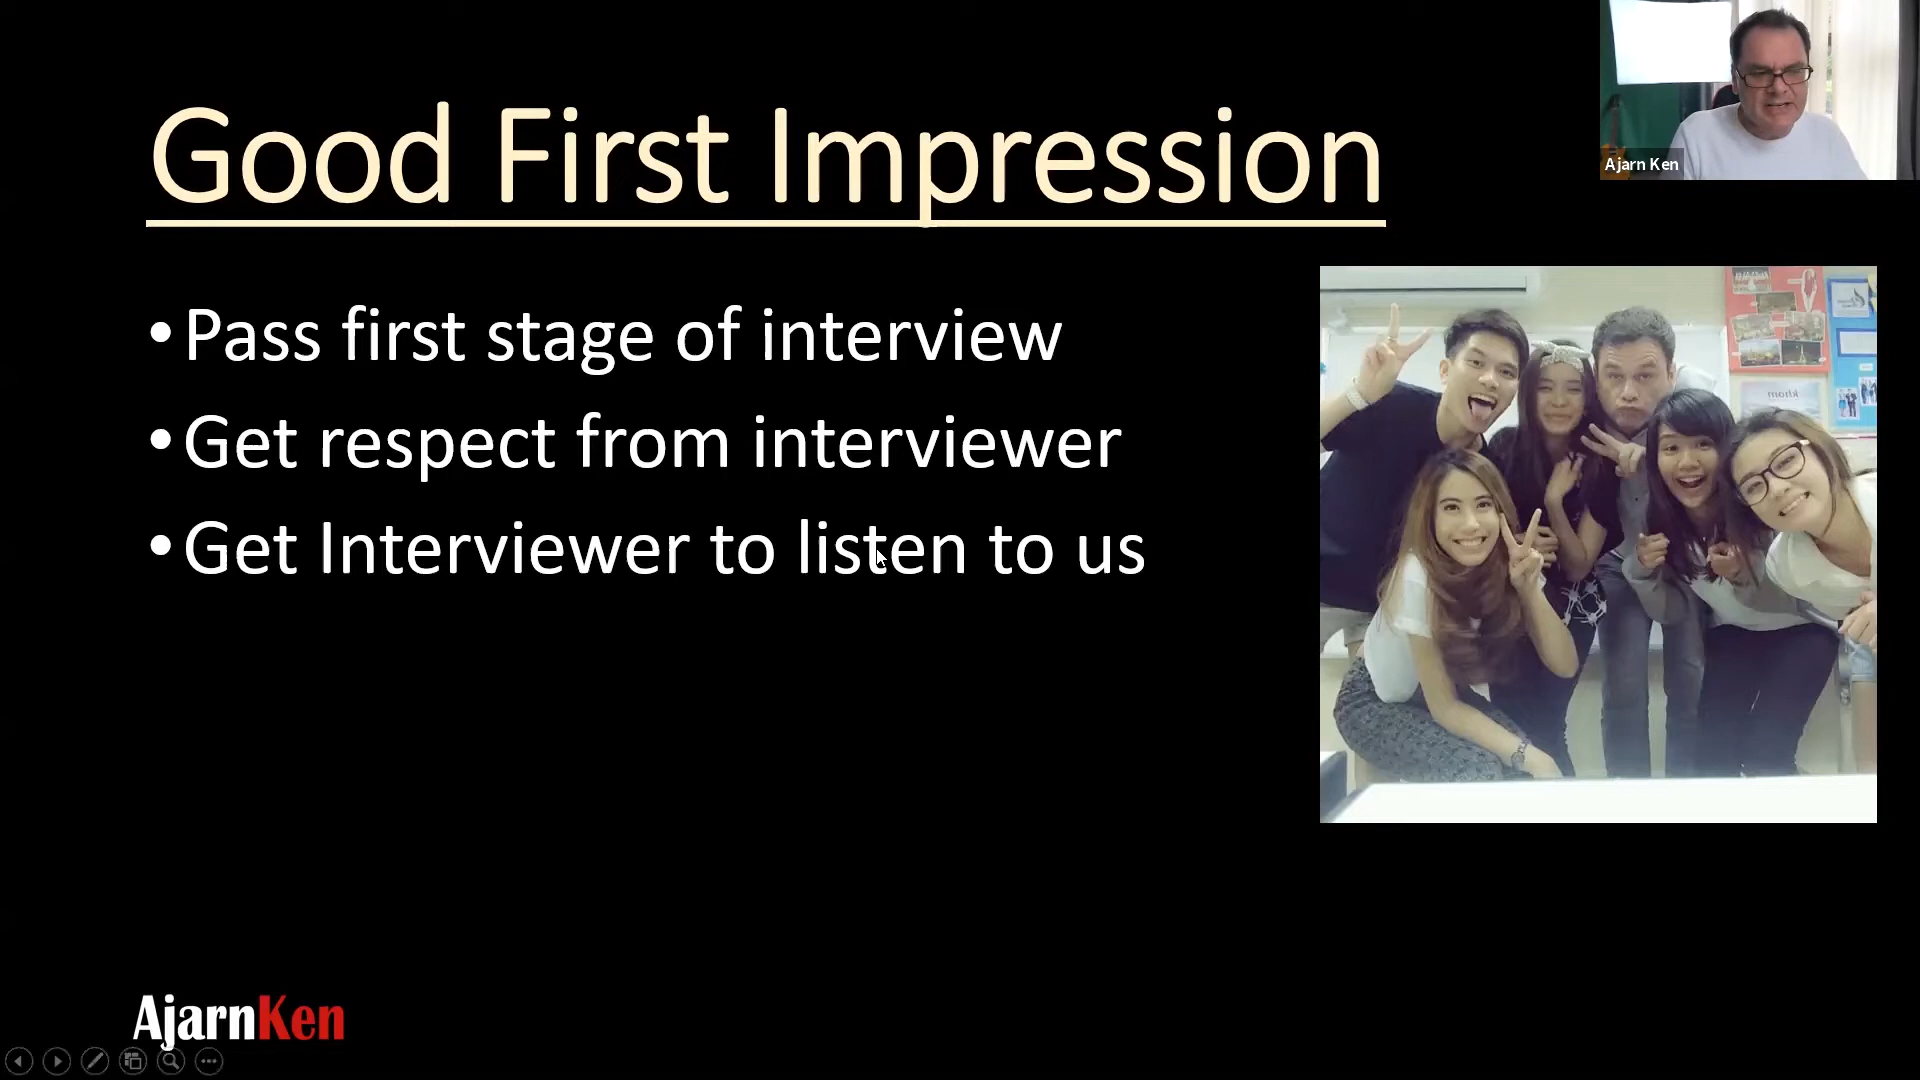 Good First Impression
Ajarn Ken
• Pass first stage of interview
• Get respect from interviewer
• Get Interviewer to listen to us
AjarnKen